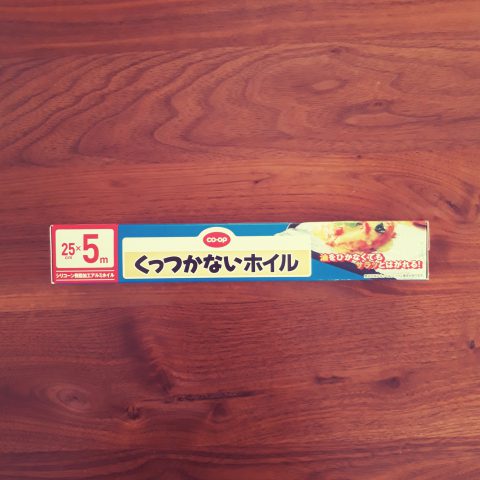 25cm×5m
シリコーン樹脂加工アルミホイル
CO・OP
くっつかないホイル
油をひかなくても
サラッとはがれる!